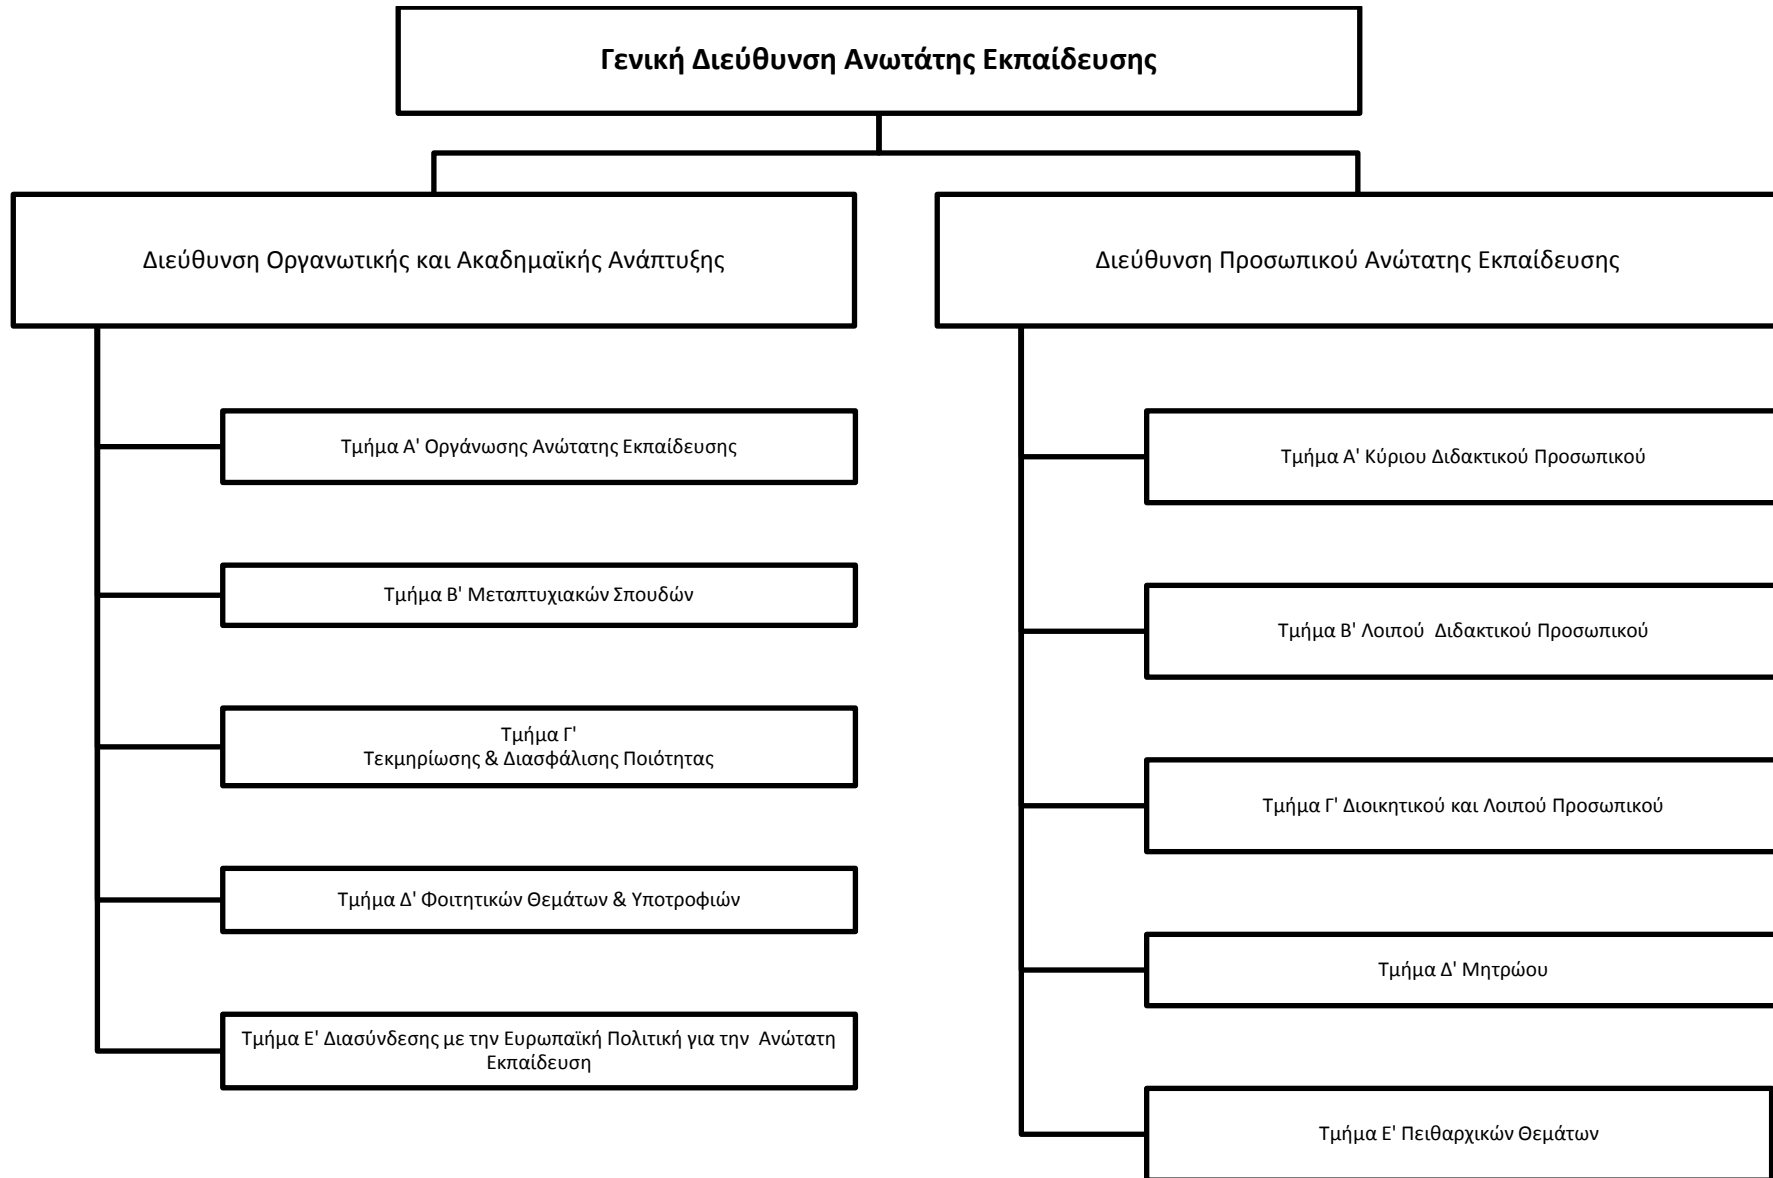 Γενική Διεύθυνση Ανωτάτης Εκπαίδευσης
Διεύθυνση Οργανωτικής και Ακαδημαϊκής Ανάπτυξης
Τμήμα Α' Οργάνωσης Ανώτατης Εκπαίδευσης
Τμήμα Β' Μεταπτυχιακών Σπουδών
Τμήμα Γ'
Τεκμηρίωσης & Διασφάλισης Ποιότητας
Τμήμα Δ' Φοιτητικών Θεμάτων & Υποτροφιών
Τμήμα Ε' Διασύνδεσης με την Ευρωπαϊκή Πολιτική για την  Ανώτατη
Εκπαίδευση
Διεύθυνση Προσωπικού Ανώτατης Εκπαίδευσης
Τμήμα Α' Κύριου Διδακτικού Προσωπικού
Τμήμα Β' Λοιπού  Διδακτικού Προσωπικού
Τμήμα Γ' Διοικητικού και Λοιπού Προσωπικού
Τμήμα Δ' Μητρώου
Τμήμα Ε' Πειθαρχικών Θεμάτων